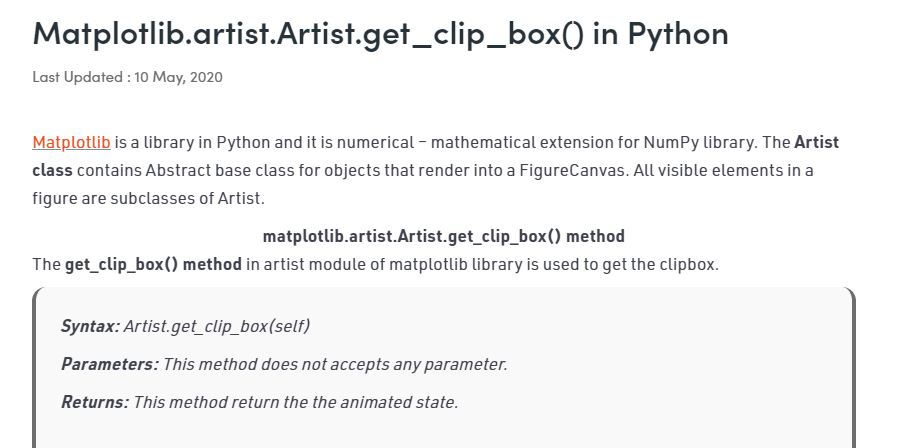 Matplotlib.artist.Artist.get_clip_box() in Python
Last Updated : 10 May, 2020
Matplotlib is a library in Python and it is numerical – mathematical extension for NumPy library. The Artist
class contains Abstract base class for objects that render into a FigureCanvas. All visible elements in a
figure are subclasses of Artist.
matplotlib.artist.Artist.get_clip_box() method
The get_clip_box() method in artist module of matplotlib library is used to get the clipbox.
Syntax: Artist.get_clip_box(self)
Parameters: This method does not accepts any parameter.
Returns: This method return the the animated state.